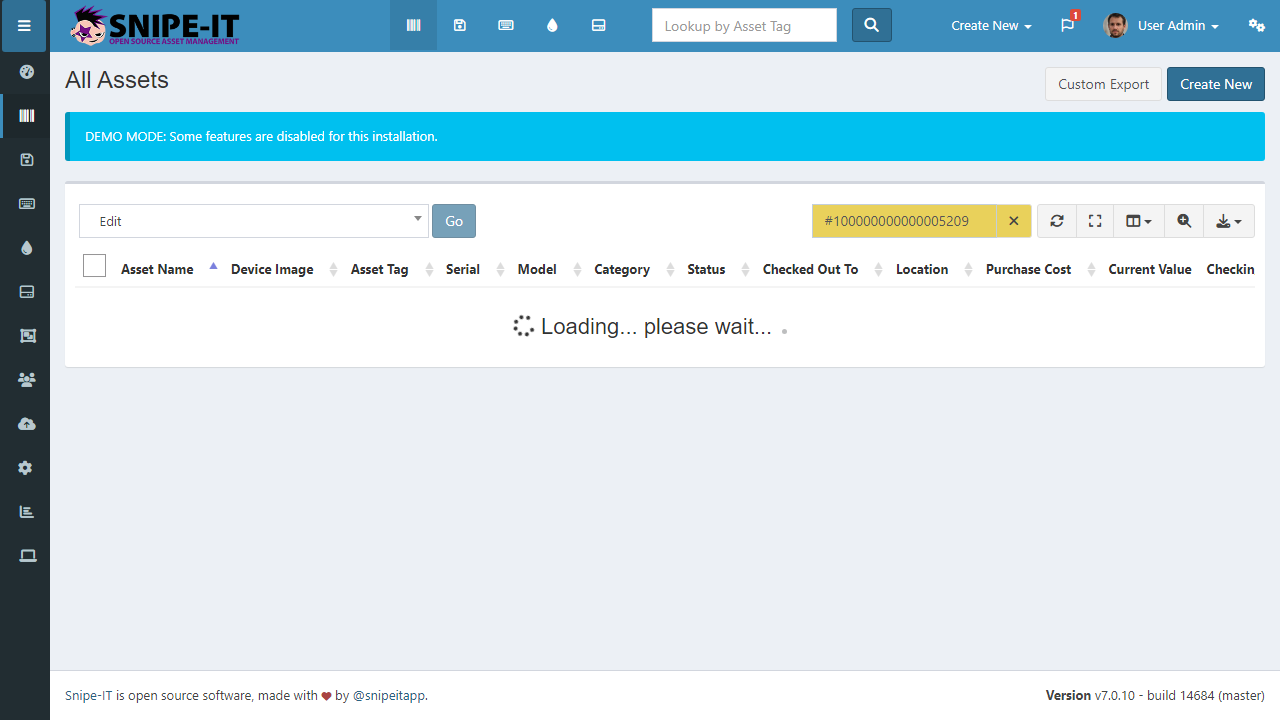 SNIPE-IT
OPEN SOURCE ASSET MANAGEMENT
Lookup by Asset Tag
Create New
1
User Admin
All Assets
Custom Export
Create New
DEMO MODE: Some features are disabled for this installation.
Edit
Go
#100000000000005209
Asset Name
Device Image
Asset Tag
Serial
Model
Category
Status
Checked Out To
Location
Purchase Cost
Current Value
Checkin
Loading... please wait...
Snipe-IT is open source software, made with by @snipeitapp.
Version v7.0.10 - build 14684 (master)